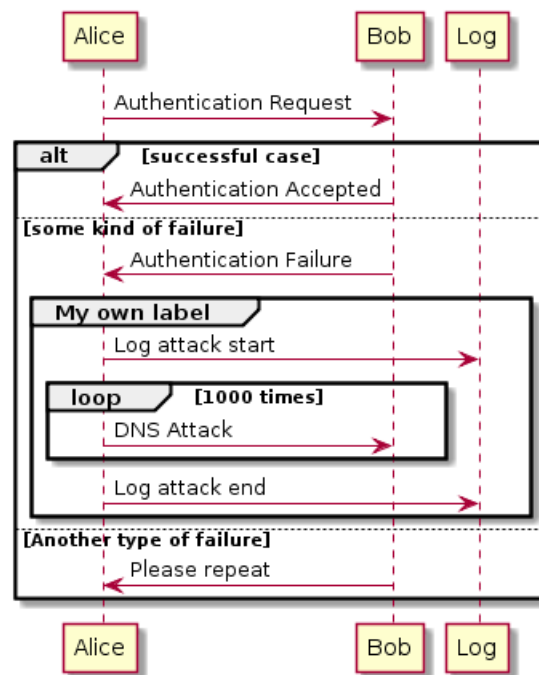 Alice Bob Log
Authentication Request
alt [successful case]
Authentication Accepted
[some kind of failure]
Authentication Failure
My own label
Log attack start
loop [1000 times]
DNS Attack
Log attack end
[Another type of failure]
Please repeat
Alice Bob Log